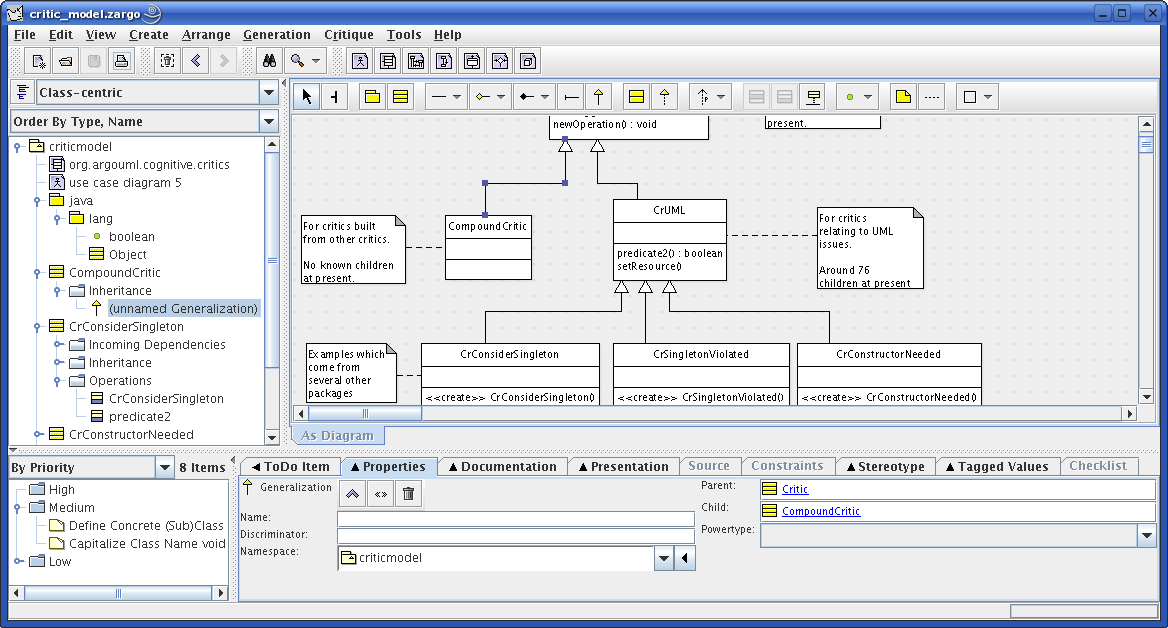 critic_model.zargo
File Edit View Create Arrange Generation Critique Tools Help
Class-centric
Order By Type, Name
criticmodel
org.argouml.cognitive.critics
use case diagram 5
java
lang
boolean
Object
CompoundCritic
Inheritance
(unnamed Generalization)
CrConsiderSingleton
Incoming Dependencies
Inheritance
Operations
CrConsiderSingleton
predicate2
CrConstructorNeeded
newOperation() : void
present.
For critics built
from other critics.
No known children
at present.
CompoundCritic
CrUML
predicate2() : boolean
setResource()
For critics
relating to UML
issues.
Around 76
children at present
Examples which
come from
several other
packages
CrConsiderSingleton
<<create>> CrConsiderSingleton()
CrSingletonViolated
<<create>> CrSingletonViolated()
CrConstructorNeeded
<<create>> CrConstructorNeeded()
As Diagram
By Priority 8 Items
High
Medium
Define Concrete (Sub)Class
Capitalize Class Name void
Low
ToDo Item Properties Documentation Presentation Source Constraints Stereotype Tagged Values Checklist
Generalization
Name:
Discriminator:
Namespace: criticmodel
Parent: Critic
Child: CompoundCritic
Powertype: